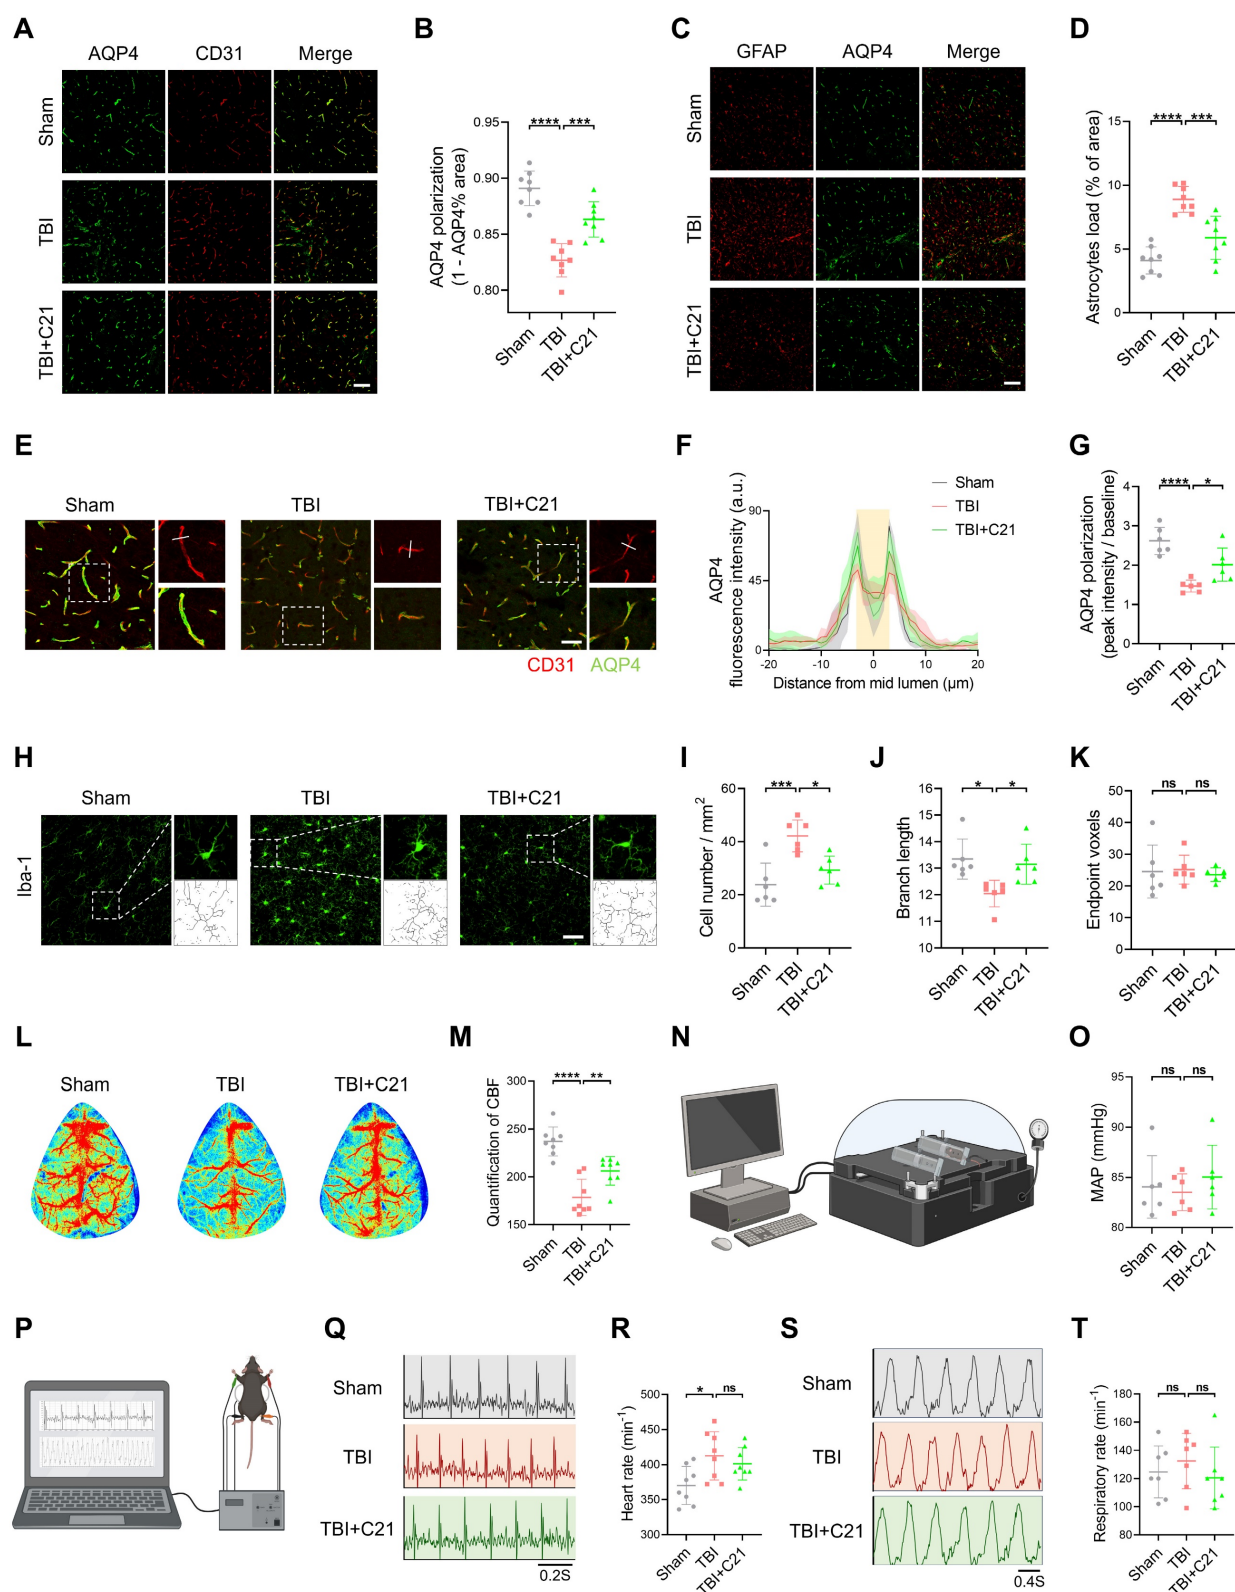 A
AQP4 CD31 Merge
Sham
TBI
TBI+C21
B
AQP4 polarization
(1 - AQP4% area)
0.95
0.90
0.85
0.80
**** ***
Sham TBI TBI+C21
C
GFAP AQP4 Merge
Sham
TBI
TBI+C21
D
Astrocytes load (% of area)
15
10
5
0
**** ***
Sham TBI TBI+C21
E
Sham TBI TBI+C21
CD31 AQP4
F
AQP4
fluorescence intensity (a.u.)
90
45
0
Sham
TBI
TBI+C21
-20 -10 0 10 20
Distance from mid lumen (μm)
G
AQP4 polarization
(peak intensity / baseline)
4
3
2
1
0
**** *
Sham TBI TBI+C21
H
Sham TBI TBI+C21
Iba-1
I
Cell number / mm²
60
40
20
0
*** *
Sham TBI TBI+C21
J
Branch length
16
15
14
13
12
11
10
* *
Sham TBI TBI+C21
K
Endpoint voxels
50
40
30
20
10
0
ns ns
Sham TBI TBI+C21
L
Sham TBI TBI+C21
M
Quantification of CBF
300
250
200
150
**** **
Sham TBI TBI+C21
N
O
MAP (mmHg)
95
90
85
80
ns ns
Sham TBI TBI+C21
P
Q
Sham
TBI
TBI+C21
0.2S
R
Heart rate (min⁻¹)
500
450
400
350
300
* ns
Sham TBI TBI+C21
S
Sham
TBI
TBI+C21
0.4S
T
Respiratory rate (min⁻¹)
180
160
140
120
100
80
ns ns
Sham TBI TBI+C21